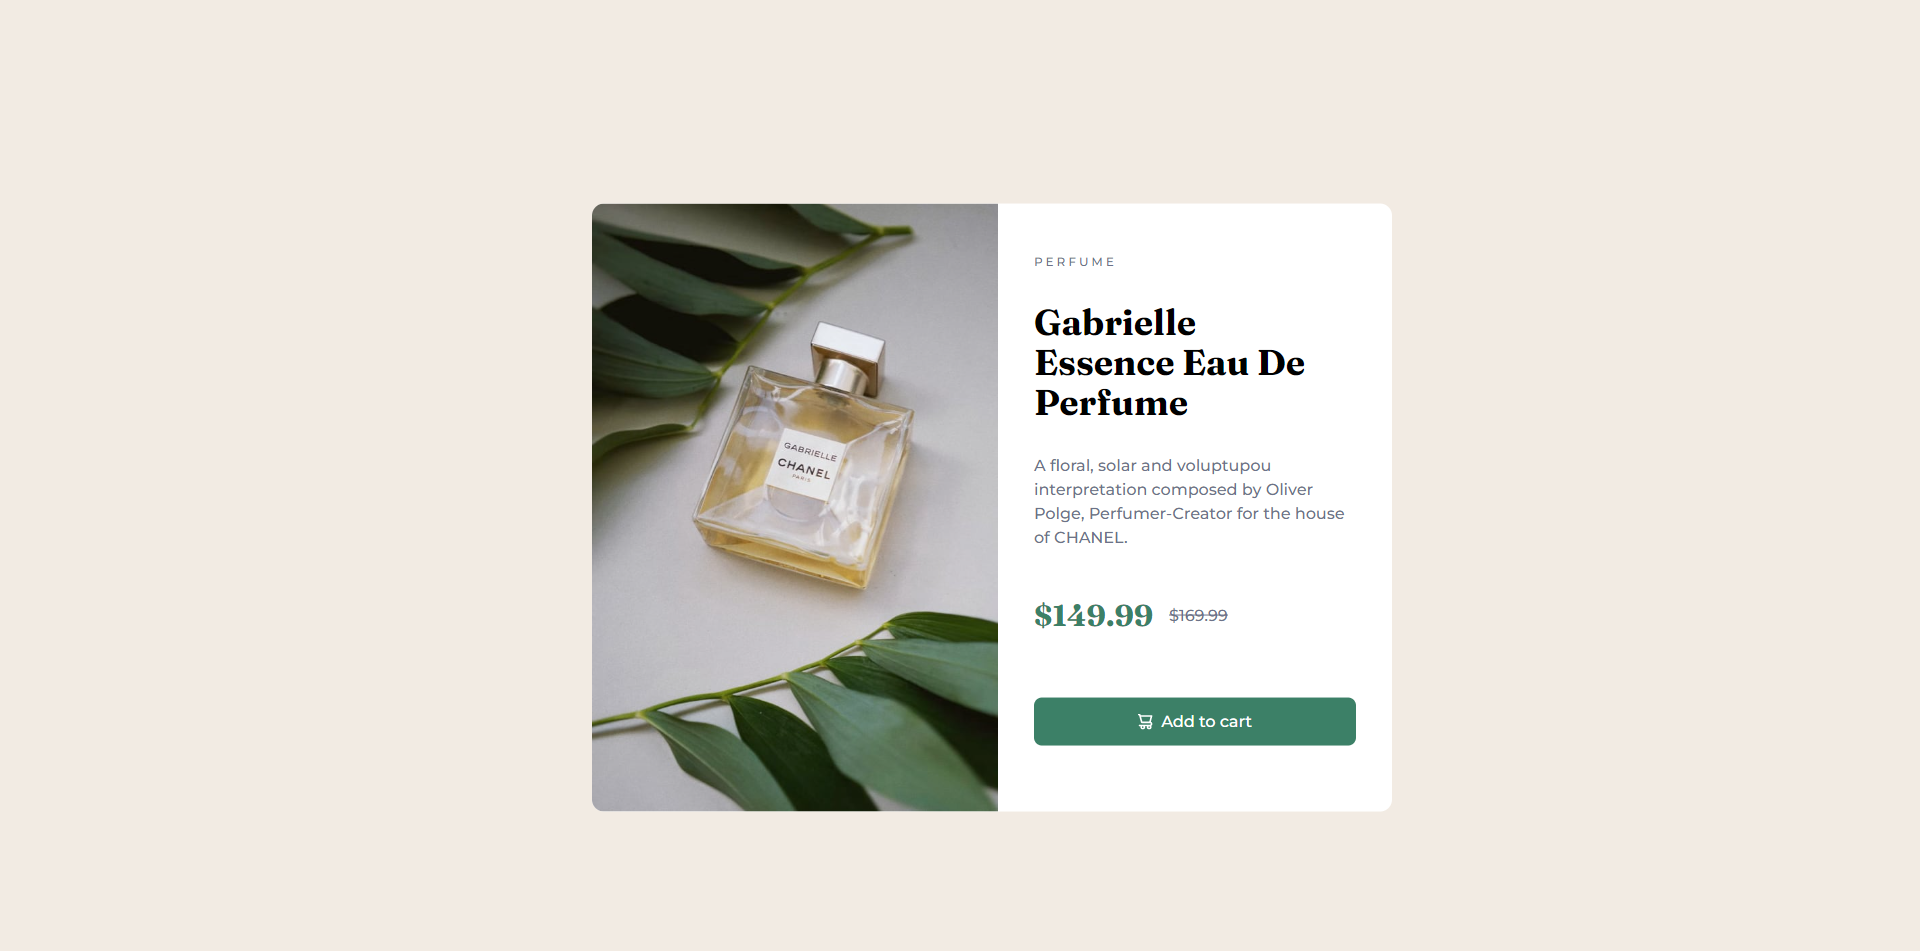 GABRIELLE
CHANEL
PARIS
PERFUME
Gabrielle
Essence Eau De
Perfume
A floral, solar and voluptupou
interpretation composed by Oliver
Polge, Perfumer-Creator for the house
of CHANEL.
$149.99 $169.99
Add to cart